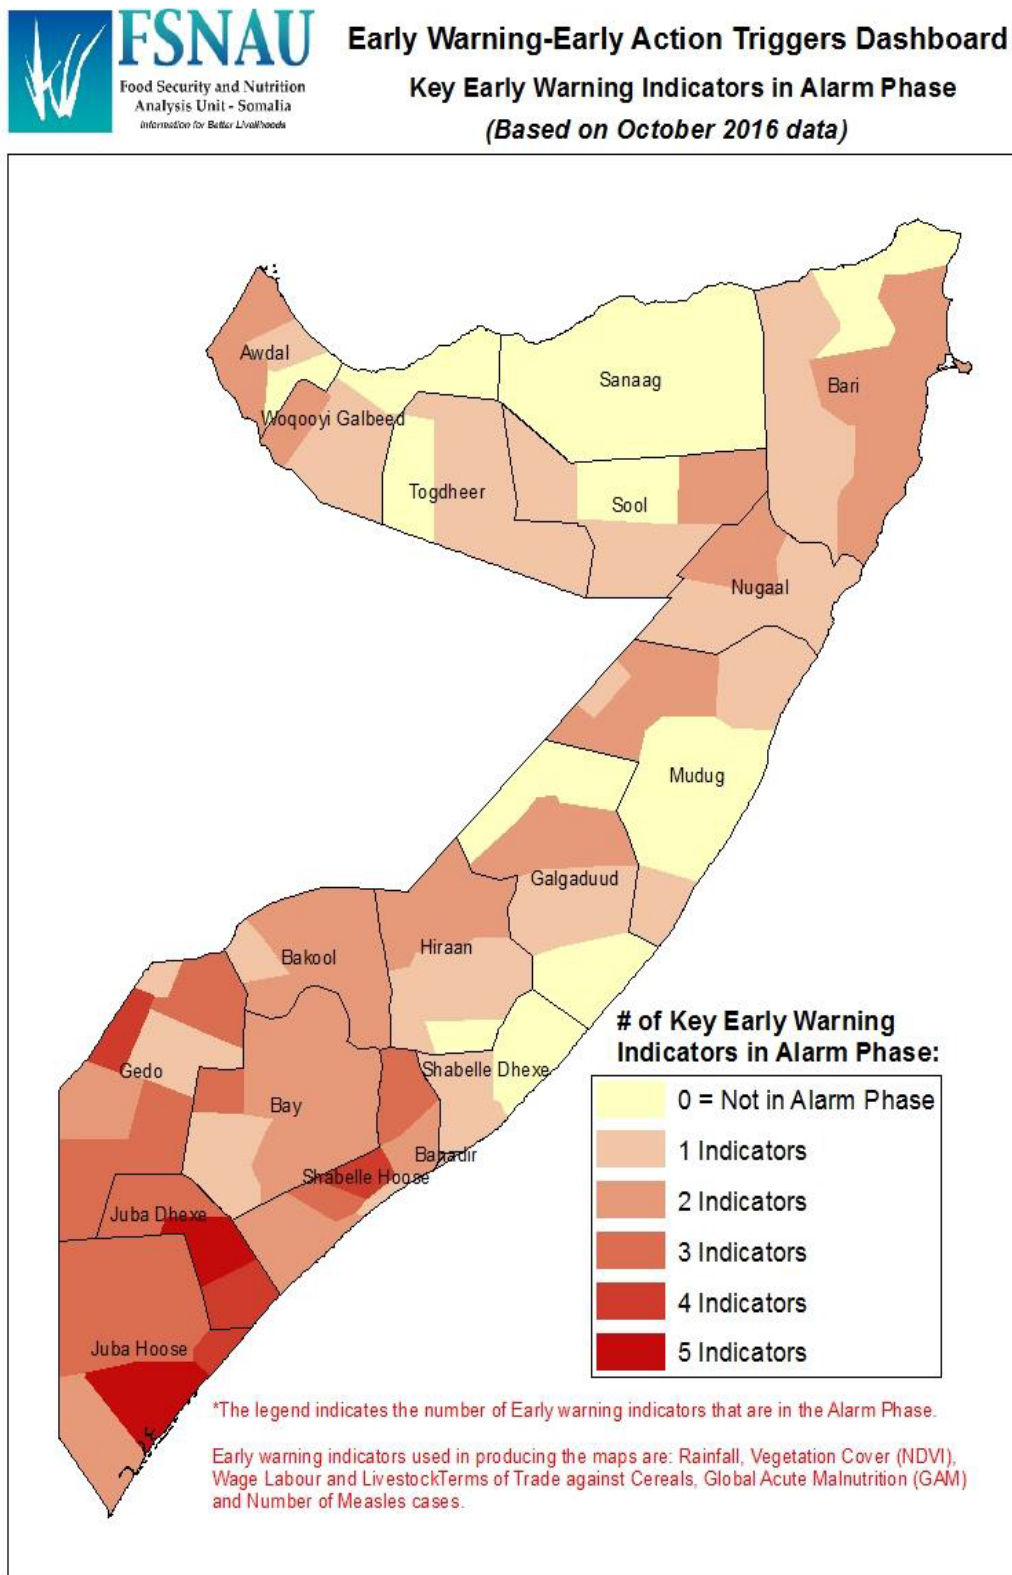 FSNAU
Food Security and Nutrition
Analysis Unit - Somalia
Information for Better Livelihoods
Early Warning-Early Action Triggers Dashboard
Key Early Warning Indicators in Alarm Phase
(Based on October 2016 data)
Awdal
Woqooyi Galbeed
Togdheer
Sanaag
Sool
Bari
Nugaal
Mudug
Galgaduud
Hiraan
Bakool
Gedo
Bay
Shabelle Dhexe
Banadir
Shabelle Hoose
Juba Dhexe
Juba Hoose
# of Key Early Warning
Indicators in Alarm Phase:
0 = Not in Alarm Phase
1 Indicators
2 Indicators
3 Indicators
4 Indicators
5 Indicators
*The legend indicates the number of Early warning indicators that are in the Alarm Phase.
Early warning indicators used in producing the maps are: Rainfall, Vegetation Cover (NDVI),
Wage Labour and LivestockTerms of Trade against Cereals, Global Acute Malnutrition (GAM)
and Number of Measles cases.